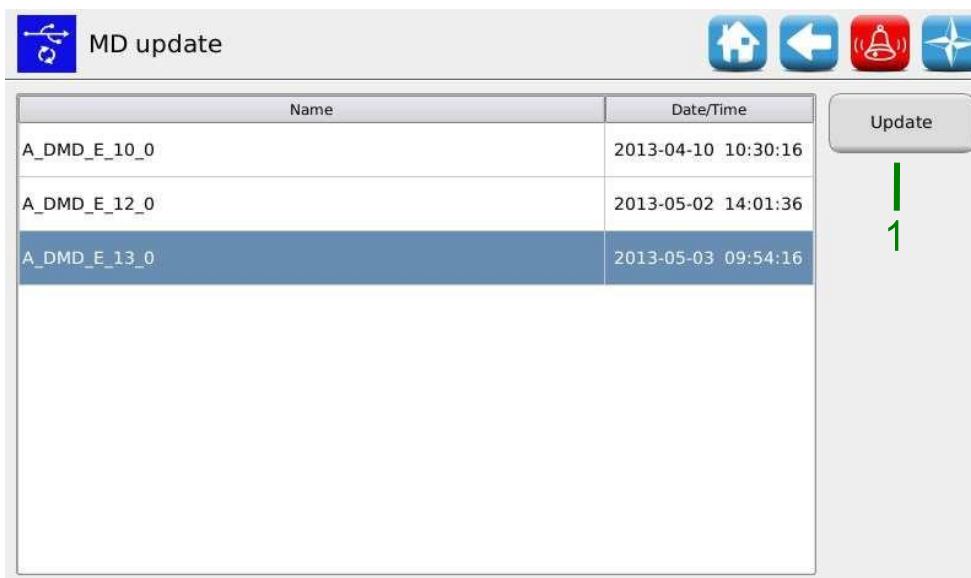 MD update
Name Date/Time
Update
A_DMD_E_10_0 2013-04-10 10:30:16
A_DMD_E_12_0 2013-05-02 14:01:36
1
A_DMD_E_13_0 2013-05-03 09:54:16